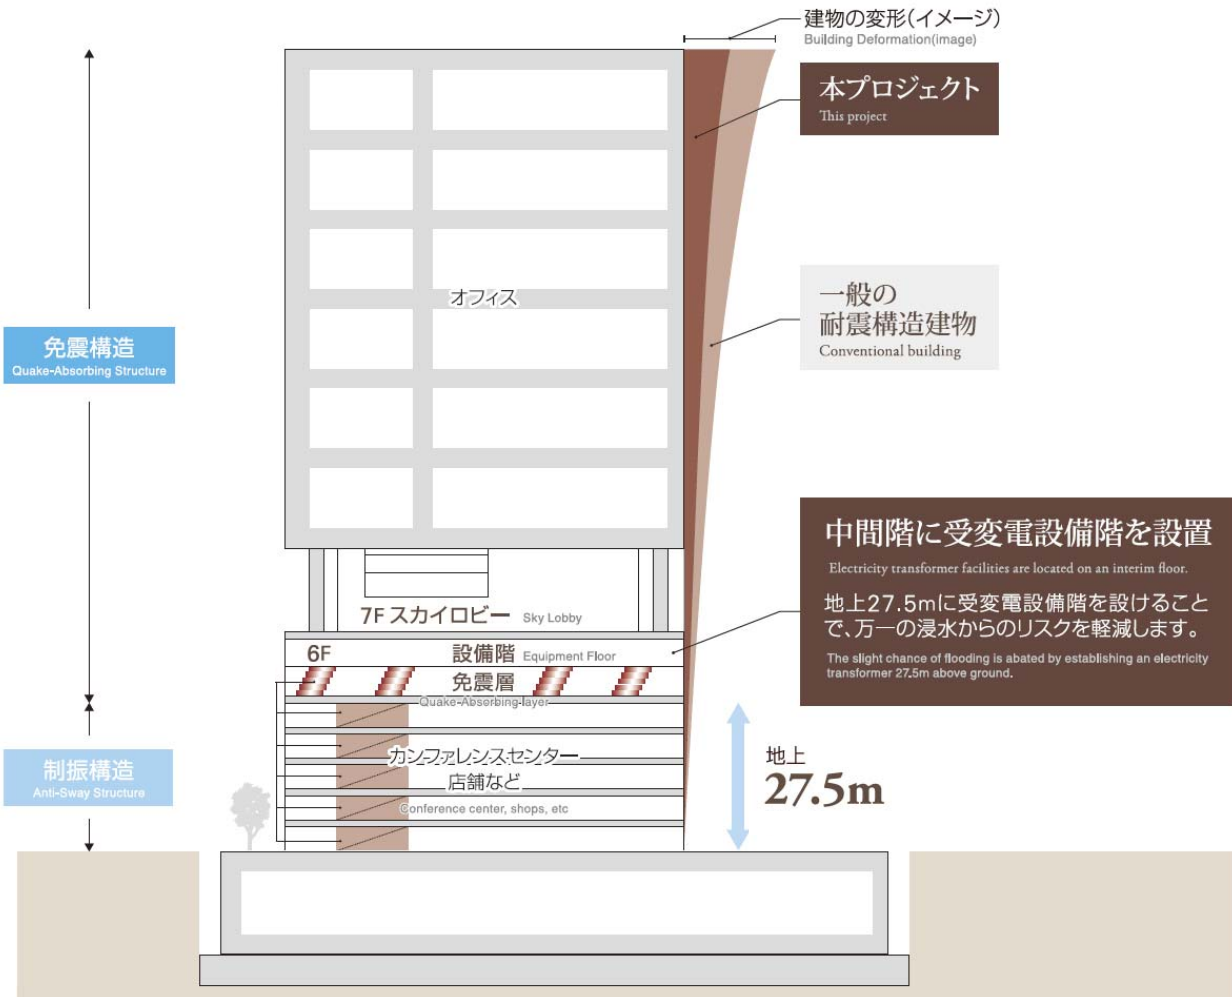 建物の変形(イメージ)
Building Deformation(image)
本プロジェクト
This project
一般の
耐震構造建物
Conventional building
オフィス
免震構造
Quake-Absorbing Structure
中間階に受変電設備階を設置
Electricity transformer facilities are located on an interim floor.
地上27.5mに受変電設備階を設けること
で、万一の浸水からのリスクを軽減します。
The slight chance of flooding is abated by establishing an electricity
transformer 27.5m above ground.
7F スカイロビー Sky Lobby
6F 設備階 Equipment Floor
免震層
Quake-Absorbing layer
制振構造
Anti-Sway Structure
カンファレンスセンター
店舗など
Conference center, shops, etc
地上
27.5m